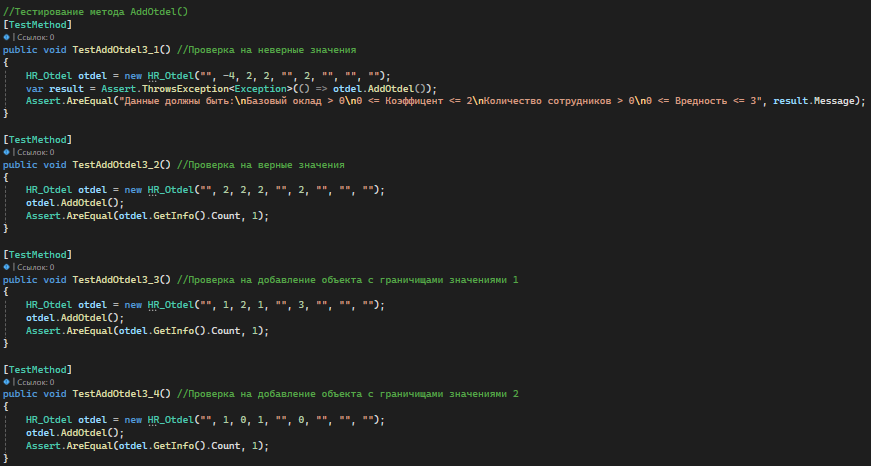 //Тестирование метода AddOtdel()
[TestMethod]
| Ссылок: 0
public void TestAddOtdel3_1() //Проверка на неверные значения
{
HR_Otdel otdel = new HR_Otdel("", -4, 2, 2, "", 2, "", "", "");
var result = Assert.ThrowsException<Exception>(() => otdel.AddOtdel());
Assert.AreEqual("Данные должны быть:\nБазовый оклад > 0\n0 <= Коэффицент <= 2\nКоличество сотрудников > 0\n0 <= Вредность <= 3", result.Message);
}
[TestMethod]
| Ссылок: 0
public void TestAddOtdel3_2() //Проверка на верные значения
{
HR_Otdel otdel = new HR_Otdel("", 2, 2, 2, "", 2, "", "", "");
otdel.AddOtdel();
Assert.AreEqual(otdel.GetInfo().Count, 1);
}
[TestMethod]
| Ссылок: 0
public void TestAddOtdel3_3() //Проверка на добавление объекта с граничищами значениями 1
{
HR_Otdel otdel = new HR_Otdel("", 1, 2, 1, "", 3, "", "", "");
otdel.AddOtdel();
Assert.AreEqual(otdel.GetInfo().Count, 1);
}
[TestMethod]
| Ссылок: 0
public void TestAddOtdel3_4() //Проверка на добавление объекта с граничищами значениями 2
{
HR_Otdel otdel = new HR_Otdel("", 1, 0, 1, "", 0, "", "", "");
otdel.AddOtdel();
Assert.AreEqual(otdel.GetInfo().Count, 1);
}